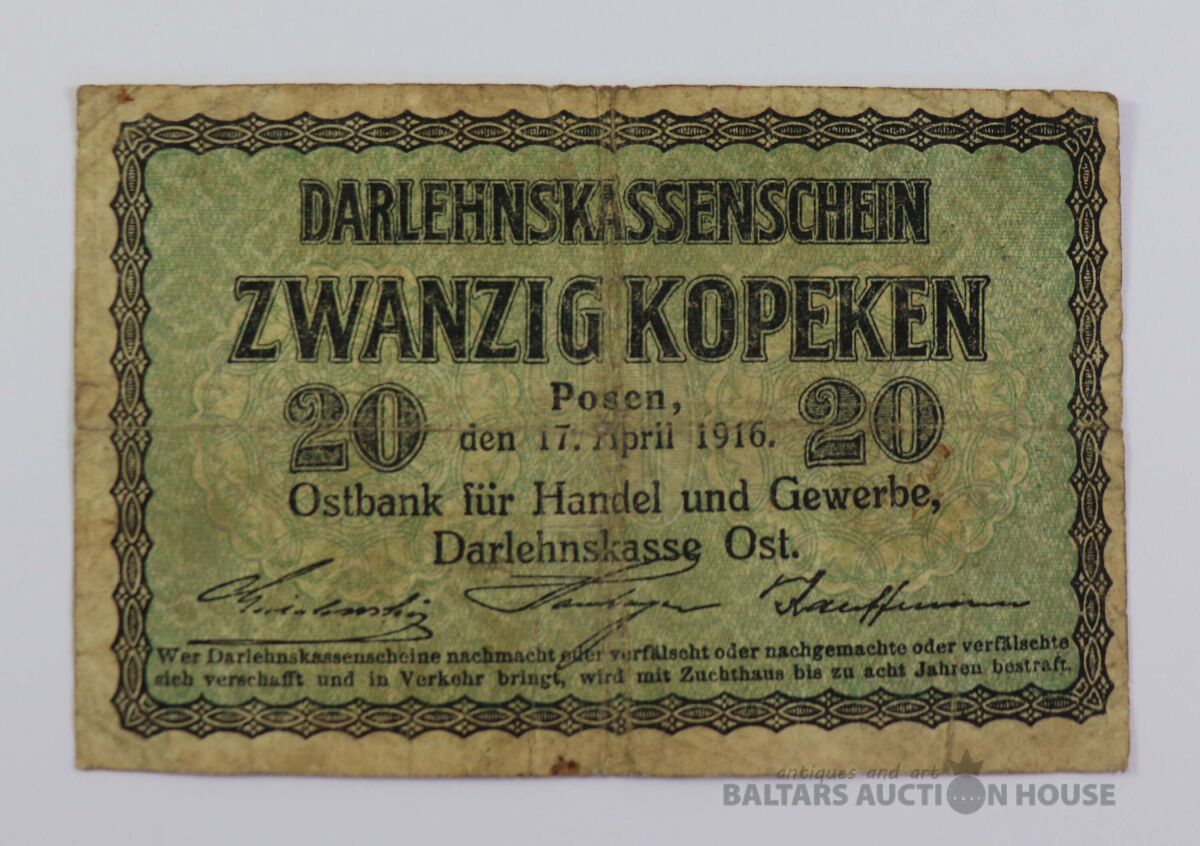 DARLEHNSKASSENSCHEIN
ZWANZIG KOPEKEN
20 Posen, 20
den 17. April 1916.
Ostbank für Handel und Gewerbe,
Darlehnskasse Ost.
Kauffmann
Wer Darlehnskassenscheine nachmacht oder verfälscht oder nachgemachte oder verfälschte
sich verschafft und in Verkehr bringt, wird mit Zuchthaus bis zu acht Jahren bestraft.
antiques and art
BALTARS AUCTION HOUSE